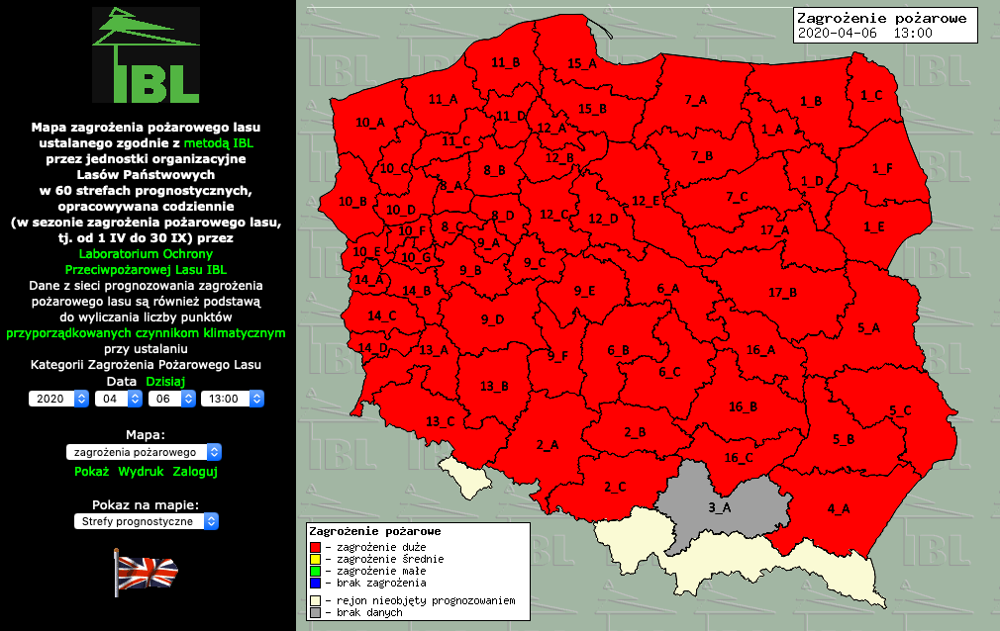 IBL
Mapa zagrożenia pożarowego lasu
ustalanego zgodnie z metodą IBL
przez jednostki organizacyjne
Lasów Państwowych
w 60 strefach prognostycznych,
opracowywana codziennie
(w sezonie zagrożenia pożarowego lasu,
tj. od 1 IV do 30 IX) przez
Laboratorium Ochrony
Przeciwpożarowej Lasu IBL
Dane z sieci prognozowania zagrożenia
pożarowego lasu są również podstawą
do wyliczania liczby punktów
przyporządkowanych czynnikom klimatycznym
przy ustalaniu
Kategorii Zagrożenia Pożarowego Lasu
Data Dzisiaj
2020 04 06 13:00
Mapa:
zagrożenia pożarowego
Pokaż Wydruk Zaloguj
Pokaz na mapie:
Strefy prognostyczne
Zagrożenie pożarowe
2020-04-06 13:00
11_B
15_A
11_A
7_A
1_B
1_C
10_A
11_D
15_B
12_A
1_A
11_C
12_B
7_B
10_C
8_B
1_D
1_F
8_A
10_B
10_D
8_D
12_C
12_D
12_E
7_C
10_F
8_C
17_A
1_E
10_E
10_G
9_A
9_C
14_A
9_B
14_B
9_E
6_A
17_B
14_C
9_D
5_A
14_D
13_A
9_F
6_B
16_A
6_C
13_B
16_B
5_C
13_C
2_A
2_B
5_B
16_C
2_C
3_A
4_A
Zagrożenie pożarowe
- zagrożenie duże
- zagrożenie średnie
- zagrożenie małe
- brak zagrożenia
- rejon nieobjęty prognozowaniem
- brak danych